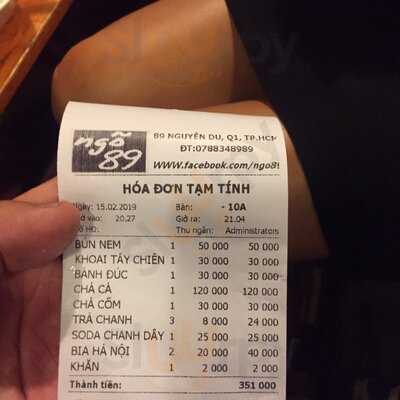 ngõ
89
89 NGUYỄN DU, Q1, TP.HCM
ĐT:0788348989
www.facebook.com/ngo89
HÓA ĐƠN TẠM TÍNH
Ngày: 15.02.2019 Bàn: - 10A
vào: 20,27 Giờ ra: 21.04
HĐ: Thu ngân: Administrators
BÚN NEM 1 50 000 50 000
KHOAI TÂY CHIÊN 1 30 000 30 000
BÁNH ĐÚC 1 30 000 30 000
CHẢ CÁ 1 120 000 120 000
CHẢ CỐM 1 30 000 30 000
TRÀ CHANH 3 8 000 24 000
SODA CHANH DÂY 1 25 000 25 000
BIA HÀ NỘI 2 20 000 40 000
KHĂN 1 2 000 2 000
Thành tiền: 351 000